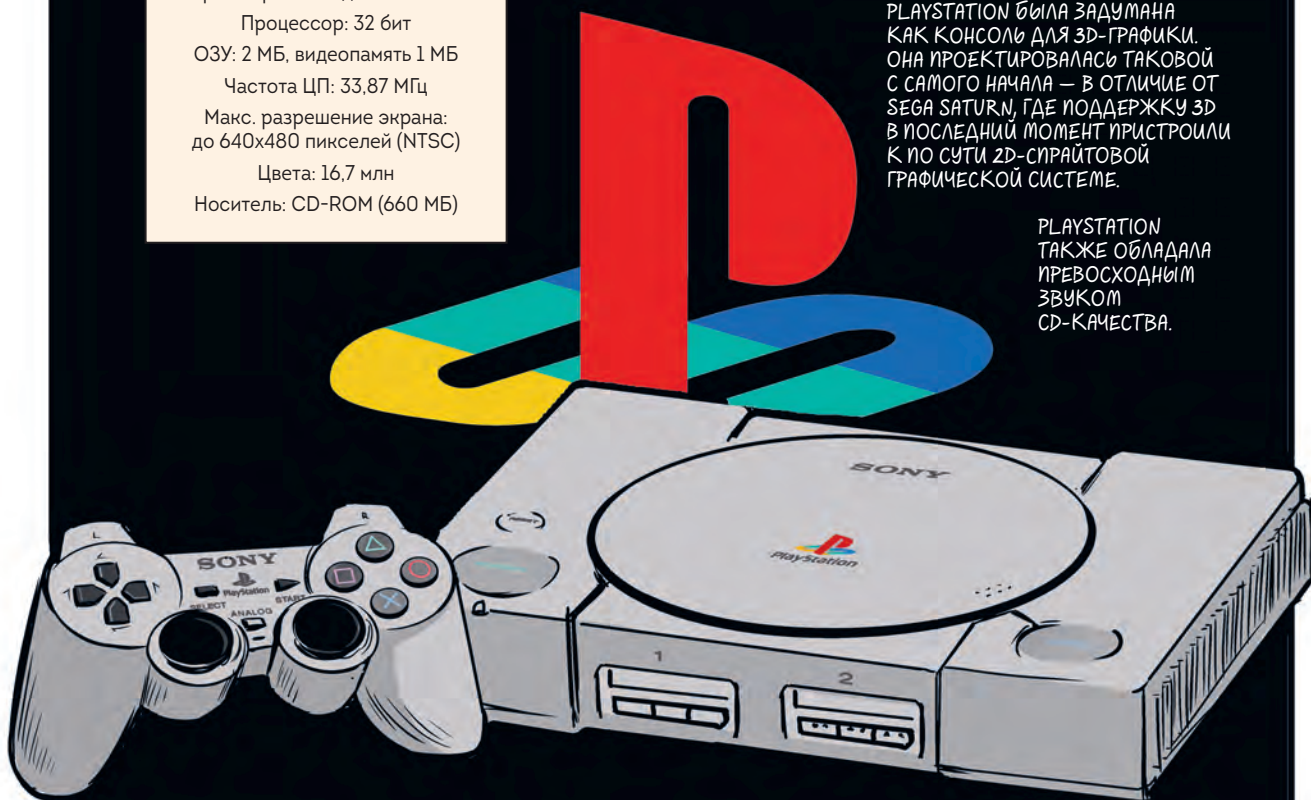 Процессор: 32 бит
ОЗУ: 2 МБ, видеопамять 1 МБ
Частота ЦП: 33,87 МГц
Макс. разрешение экрана:
до 640x480 пикселей (NTSC)
Цвета: 16,7 млн
Носитель: CD-ROM (660 МБ)
PLAYSTATION БЫЛА ЗАДУМАНА
КАК КОНСОЛЬ ДЛЯ 3D-ГРАФИКИ.
ОНА ПРОЕКТИРОВАЛАСЬ ТАКОВОЙ
С САМОГО НАЧАЛА — В ОТЛИЧИЕ ОТ
SEGA SATURN, ГДЕ ПОДДЕРЖКУ 3D
В ПОСЛЕДНИЙ МОМЕНТ ПРИСТРОИЛИ
К ПО СУТИ 2D-СПРАЙТОВОЙ
ГРАФИЧЕСКОЙ СИСТЕМЕ.
PLAYSTATION
ТАКЖЕ ОБЛАДАЛА
ПРЕВОСХОДНЫМ
ЗВУКОМ
CD-КАЧЕСТВА.
SONY
PlayStation
L
R
SONY
PlayStation
SELECT
START
ANALOG
1
2